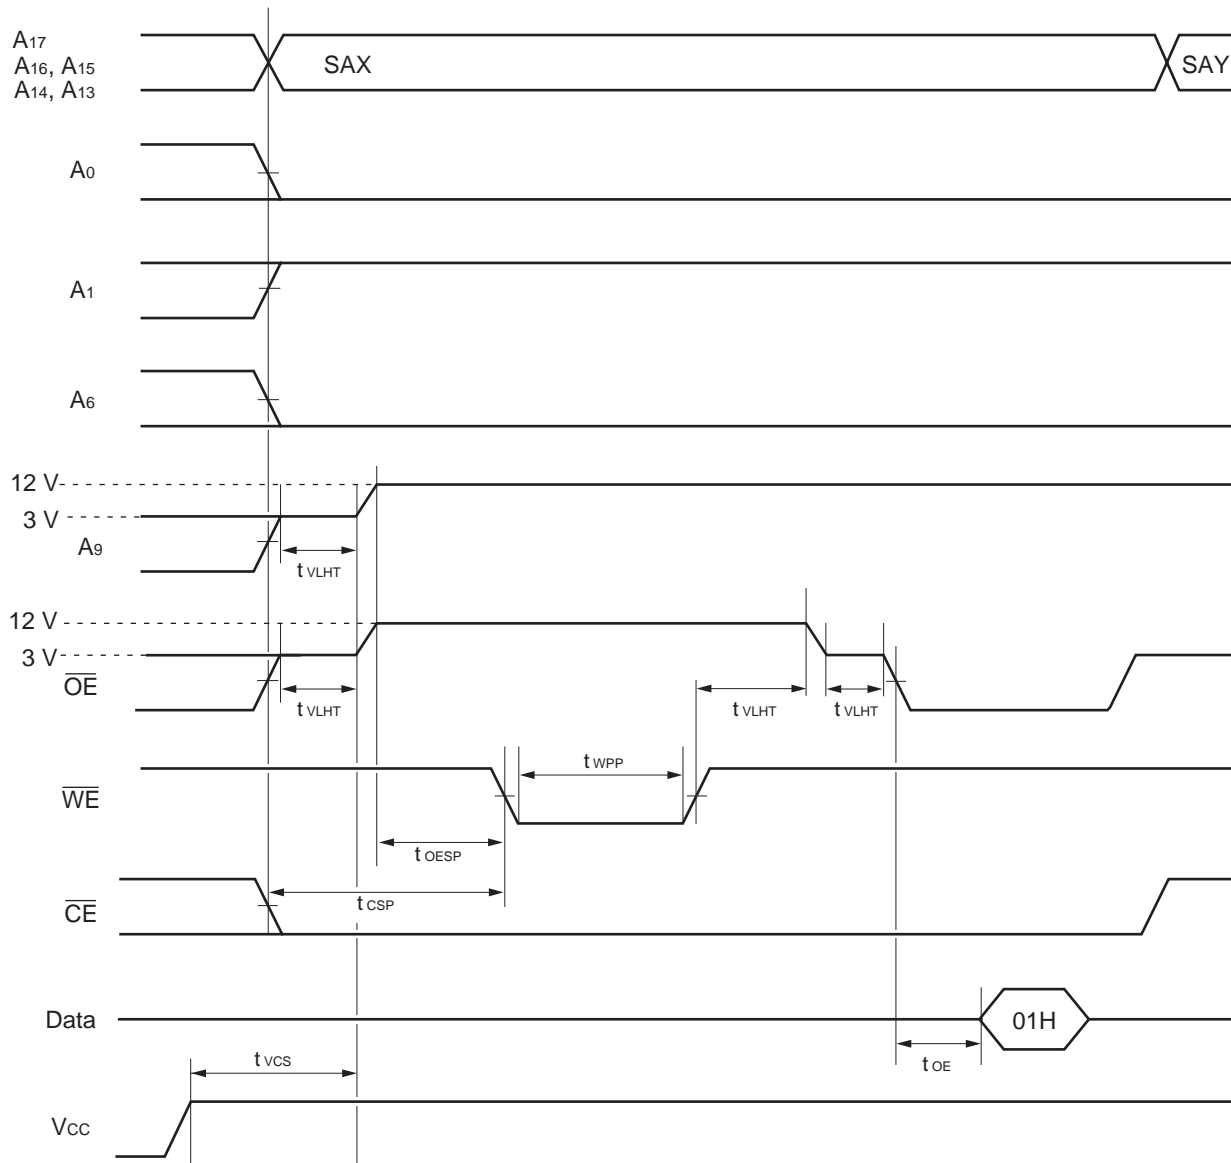 A17
A16, A15
A14, A13
SAX
SAY
A0
A1
A6
12 V
3 V
A9
t VLHT
12 V
3 V
OE
t VLHT
t VLHT
t VLHT
t WPP
WE
t OESP
t CSP
CE
Data
01H
t OE
t VCS
VCC